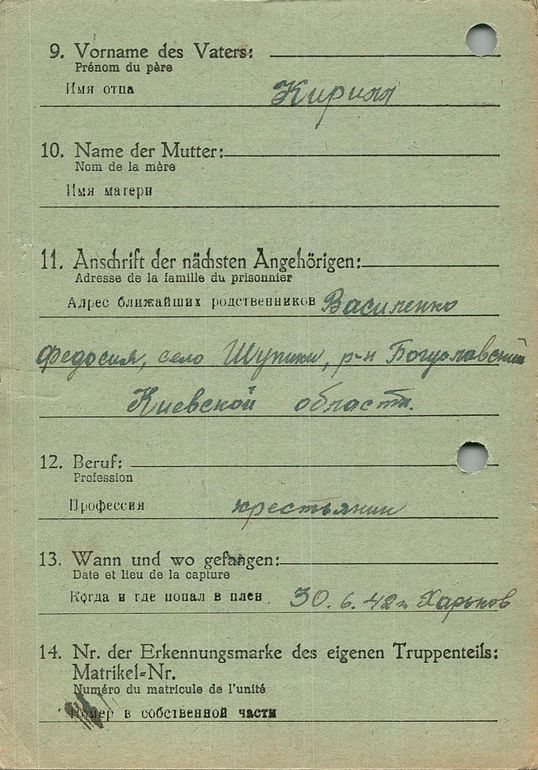 9. Vorname des Vaters:
Prénom du père
Имя отца Кирилл
10. Name der Mutter:
Nom de la mère
Имя матери
11. Anschrift der nächsten Angehörigen:
Adresse de la famille du prisonnier
Адрес ближайших родственников Василенко
Федосия, село Шупики, р-н Богуславский
Киевской области.
12. Beruf:
Profession
Профессия крестьянин
13. Wann und wo gefangen:
Date et lieu de la capture
Когда и где попал в плен 30.6.42г Харьков
14. Nr. der Erkennungsmarke des eigenen Truppenteils:
Matrikel=Nr.
Numéro du matricule de l'unité
Номер в собственной части